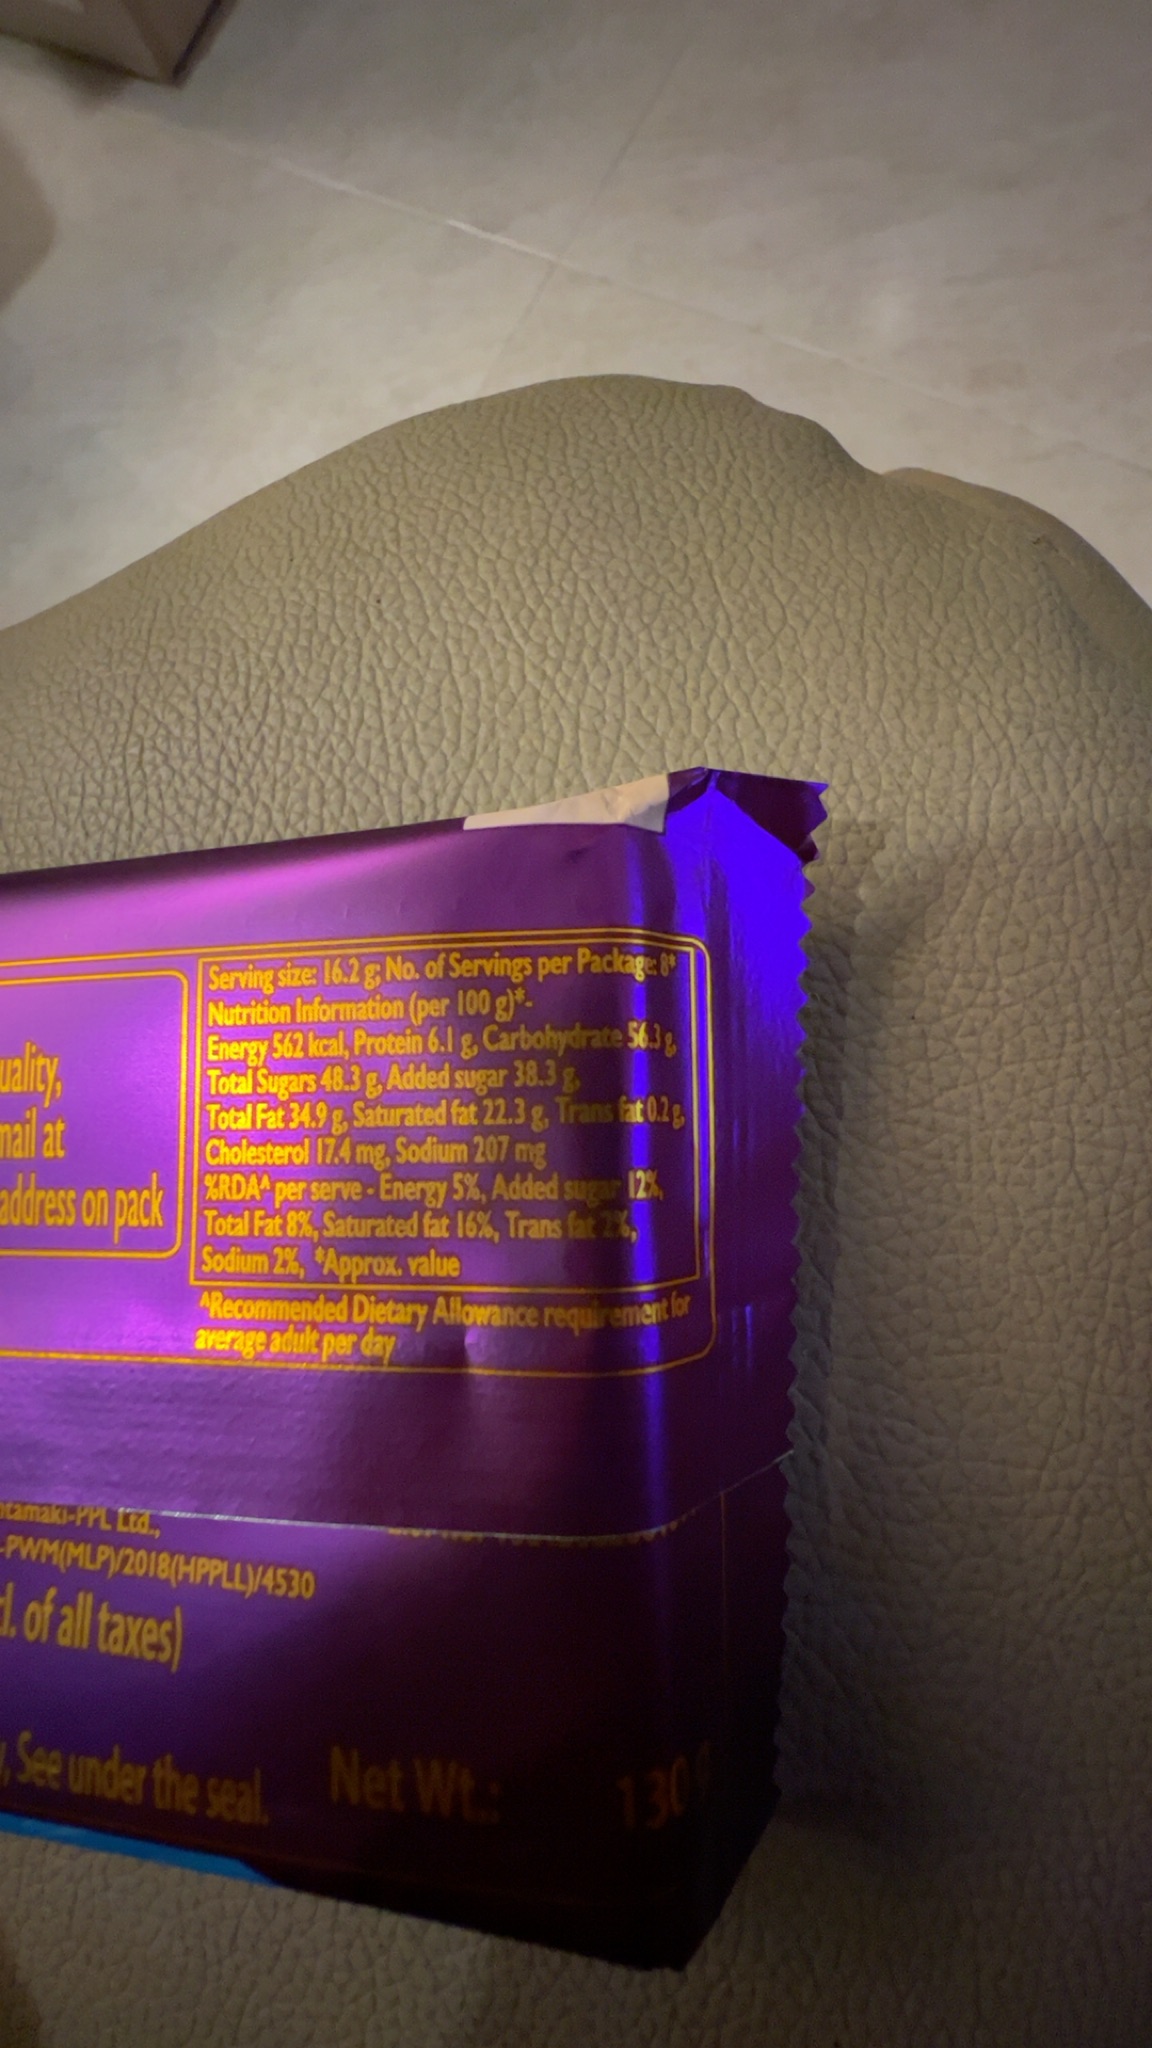 uality,
mail at
address on pack
Serving size: 16.2 g; No. of Servings per Package: 8*
Nutrition Information (per 100 g)*-
Energy 562 kcal, Protein 6.1 g, Carbohydrate 56.3 g,
Total Sugars 48.3 g, Added sugar 38.3 g,
Total Fat 34.9 g, Saturated fat 22.3 g, Trans fat 0.2 g,
Cholesterol 17.4 mg, Sodium 207 mg
%RDA^ per serve - Energy 5%, Added sugar 12%,
Total Fat 8%, Saturated fat 16%, Trans fat 2%,
Sodium 2%, *Approx. value
^Recommended Dietary Allowance requirement for
average adult per day
ntamaki-PPL Ltd.,
-PWM(MLP)/2018(HPPLL)/4530
cl. of all taxes)
y, See under the seal.
Net Wt.: 130 g